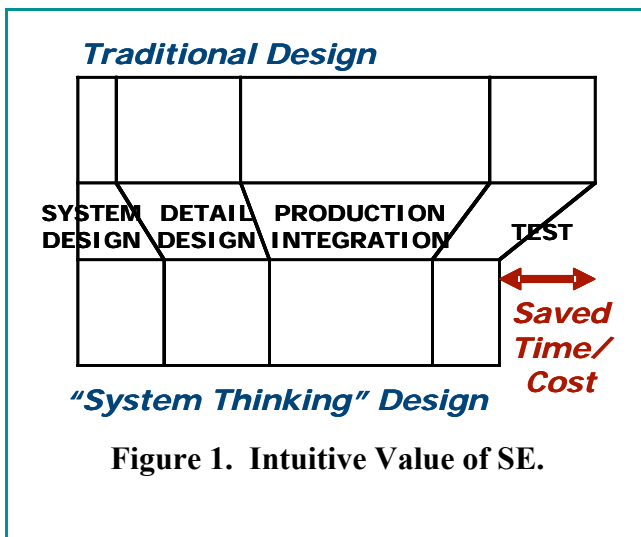 Traditional Design
SYSTEM DETAIL PRODUCTION
DESIGN DESIGN INTEGRATION
TEST
Saved
Time/
Cost
“System Thinking” Design
Figure 1. Intuitive Value of SE.